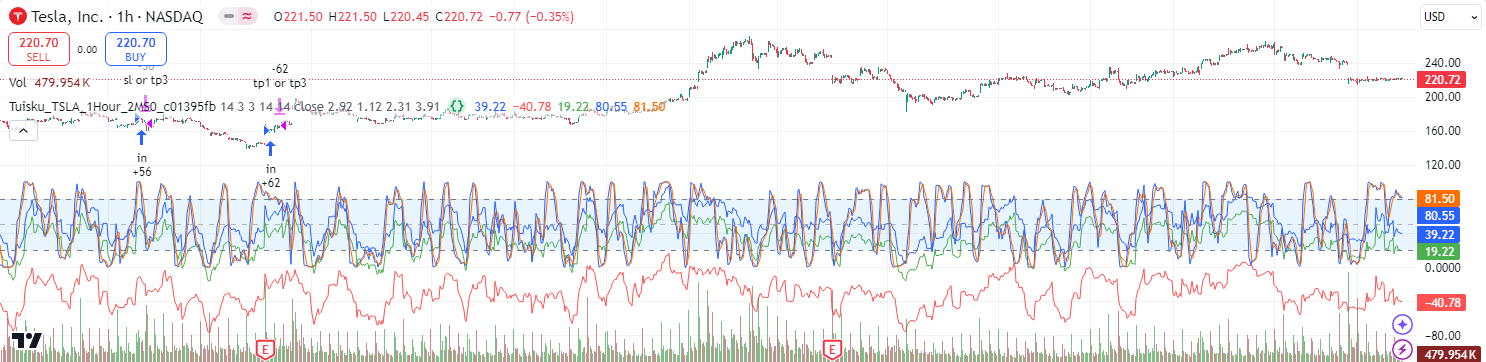 Tesla, Inc. · 1h · NASDAQ O221.50 H221.50 L220.45 C220.72 −0.77 (−0.35%)
USD
220.70 SELL 0.00 220.70 BUY
240.00
220.72
200.00
160.00
120.00
-62
sl or tp3
tp1 or tp3
Vol 479.954 K
Tuisku_TSLA_1Hour_2M50_c01395fb 14 3 3 14 14 close 2.92 1.12 2.31 3.91 39.22 −40.78 19.22 80.55 81.50
in
+56
in
+62
81.50
80.55
39.22
19.22
0.0000
−40.78
−80.00
479.954 K
E
E